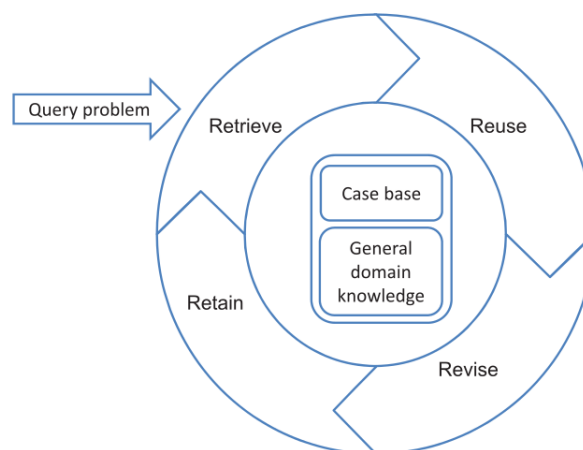 Query problem
Retrieve
Reuse
Case base
General
domain
knowledge
Retain
Revise